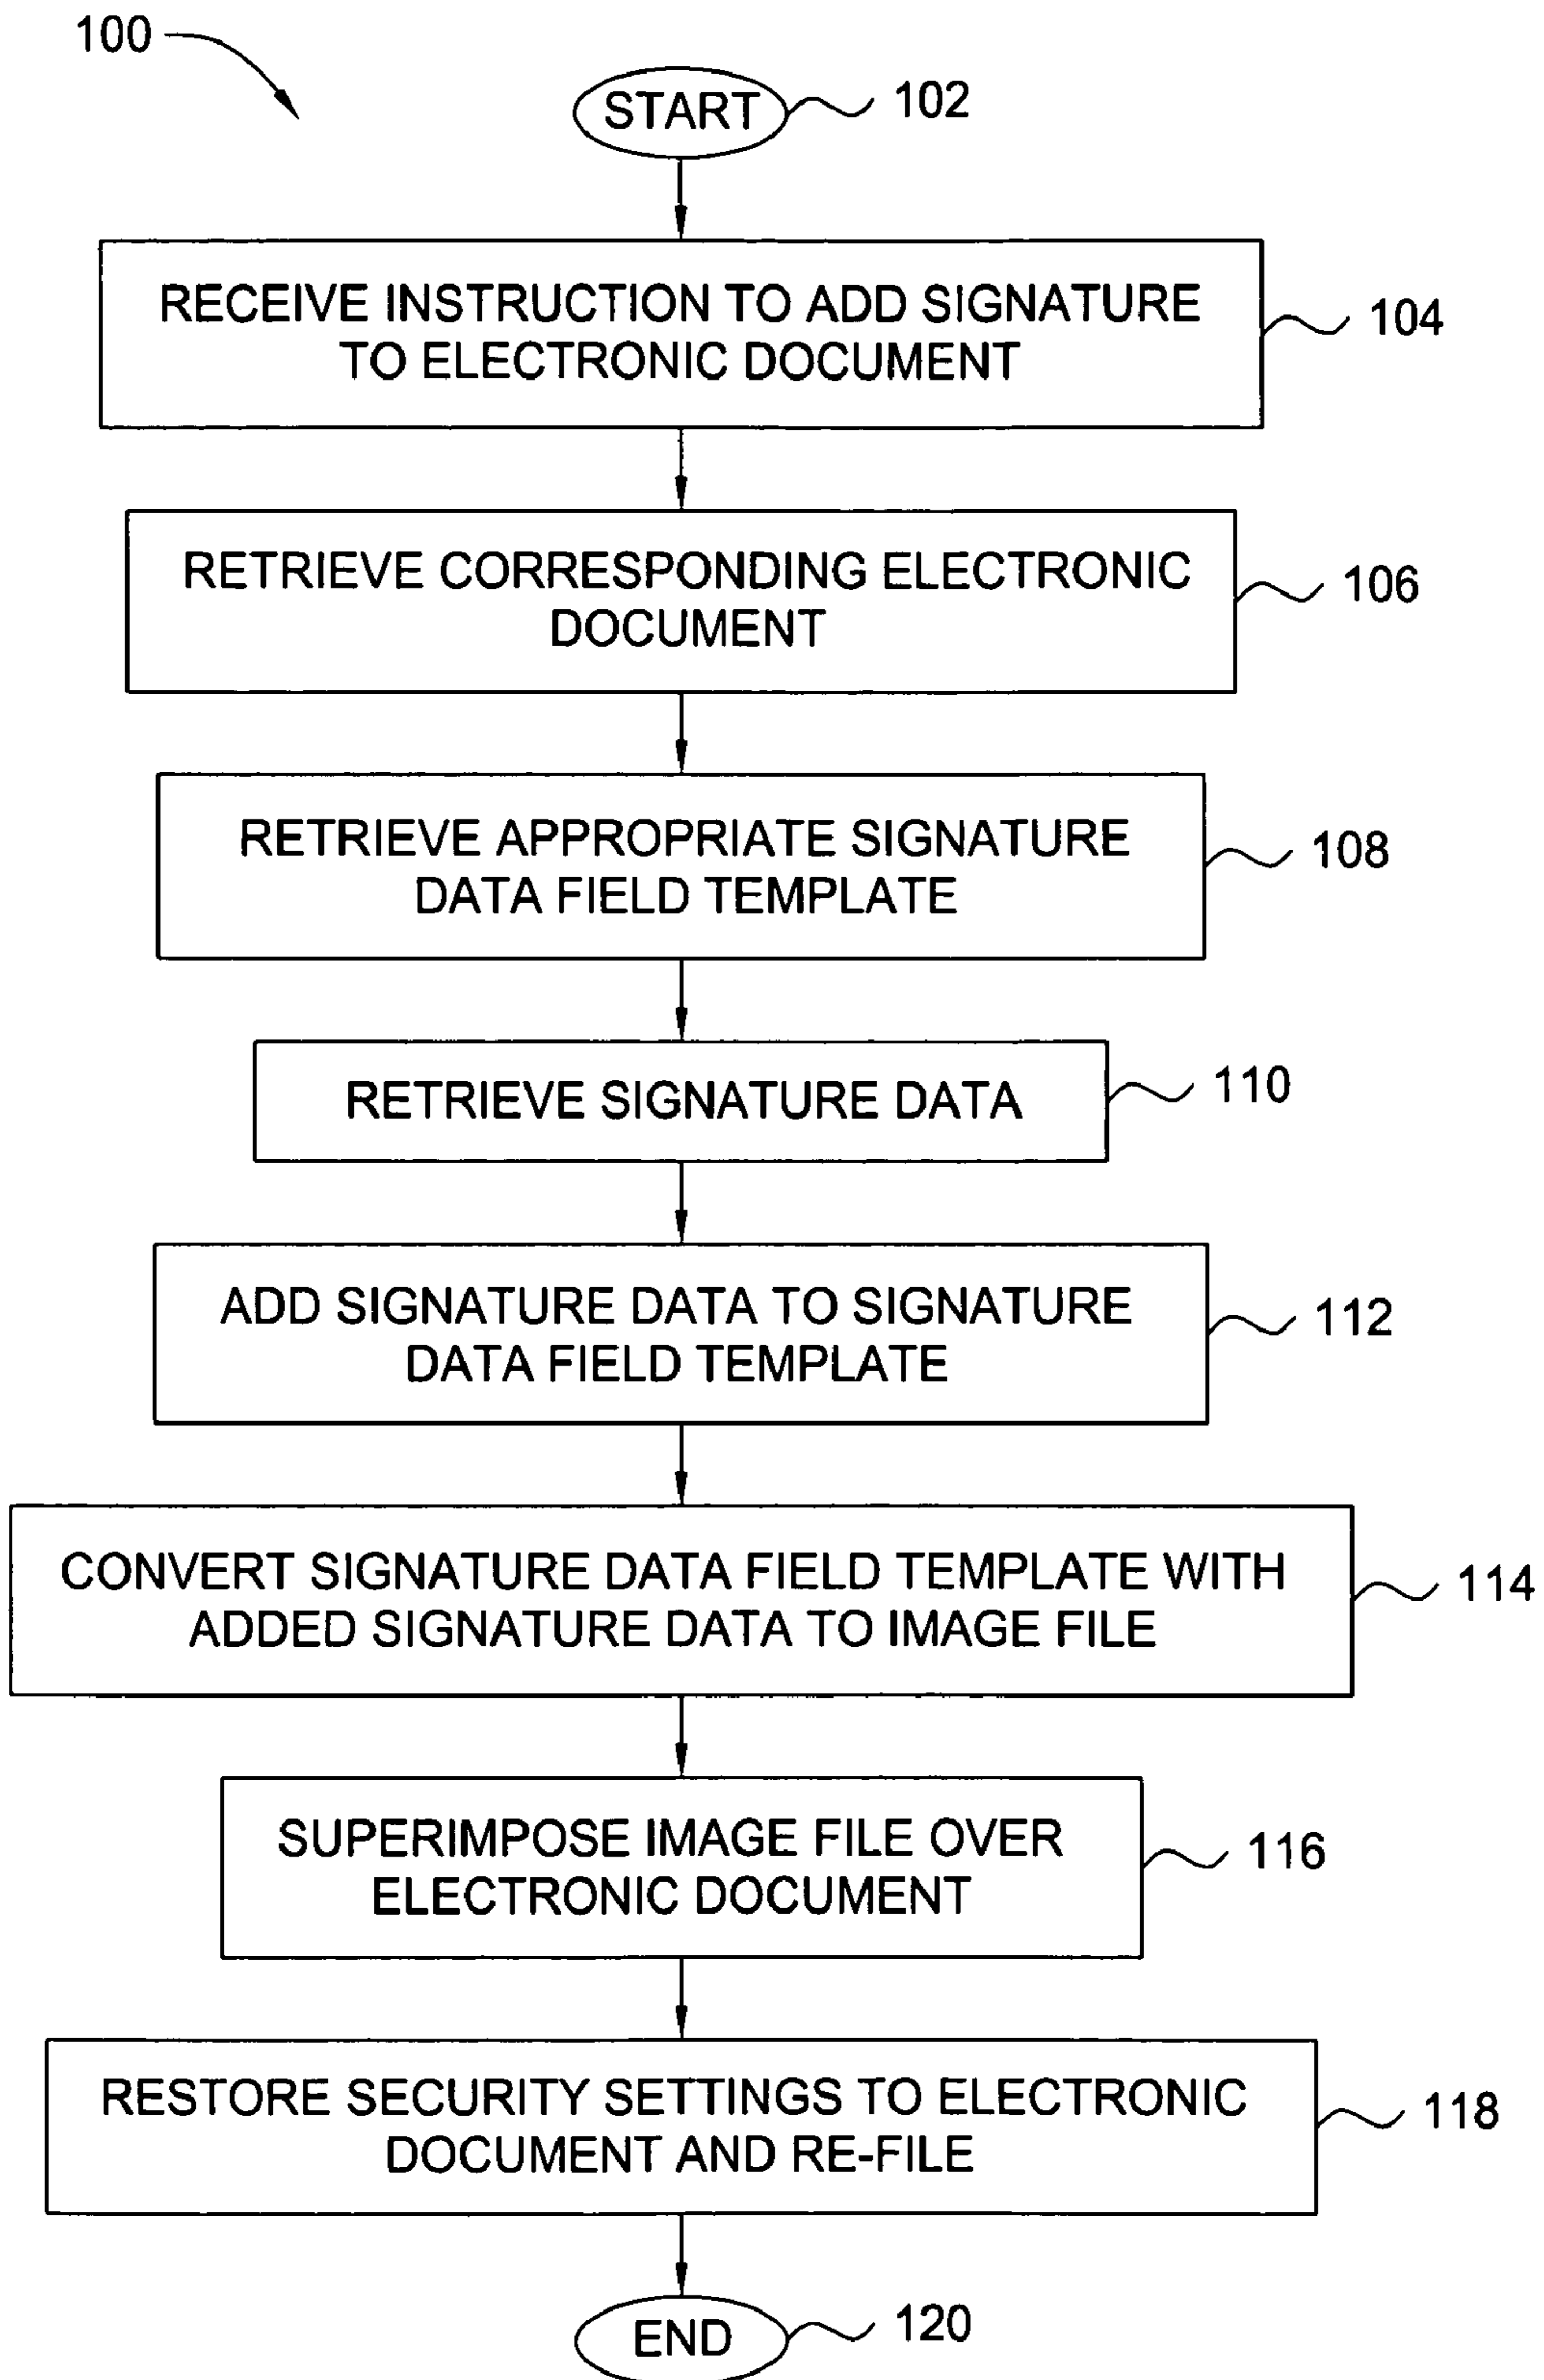 100
START
102
RECEIVE INSTRUCTION TO ADD SIGNATURE
TO ELECTRONIC DOCUMENT
104
RETRIEVE CORRESPONDING ELECTRONIC
DOCUMENT
106
RETRIEVE APPROPRIATE SIGNATURE
DATA FIELD TEMPLATE
108
RETRIEVE SIGNATURE DATA
110
ADD SIGNATURE DATA TO SIGNATURE
DATA FIELD TEMPLATE
112
CONVERT SIGNATURE DATA FIELD TEMPLATE WITH
ADDED SIGNATURE DATA TO IMAGE FILE
114
SUPERIMPOSE IMAGE FILE OVER
ELECTRONIC DOCUMENT
116
RESTORE SECURITY SETTINGS TO ELECTRONIC
DOCUMENT AND RE-FILE
118
END
120